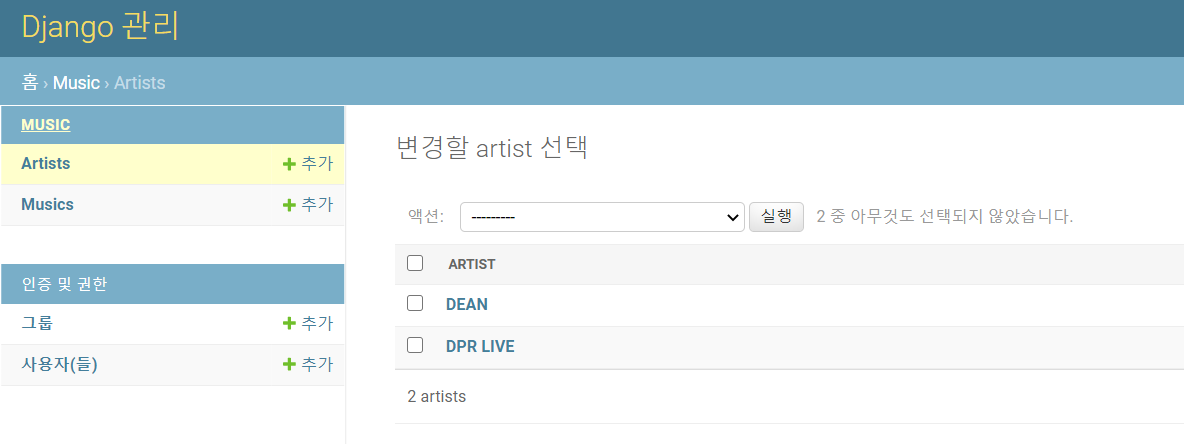 Django 관리
홈 › Music › Artists
MUSIC
Artists
추가
Musics
추가
인증 및 권한
그룹
추가
사용자(들)
추가
변경할 artist 선택
액션: --------- 실행 2 중 아무것도 선택되지 않았습니다.
ARTIST
DEAN
DPR LIVE
2 artists